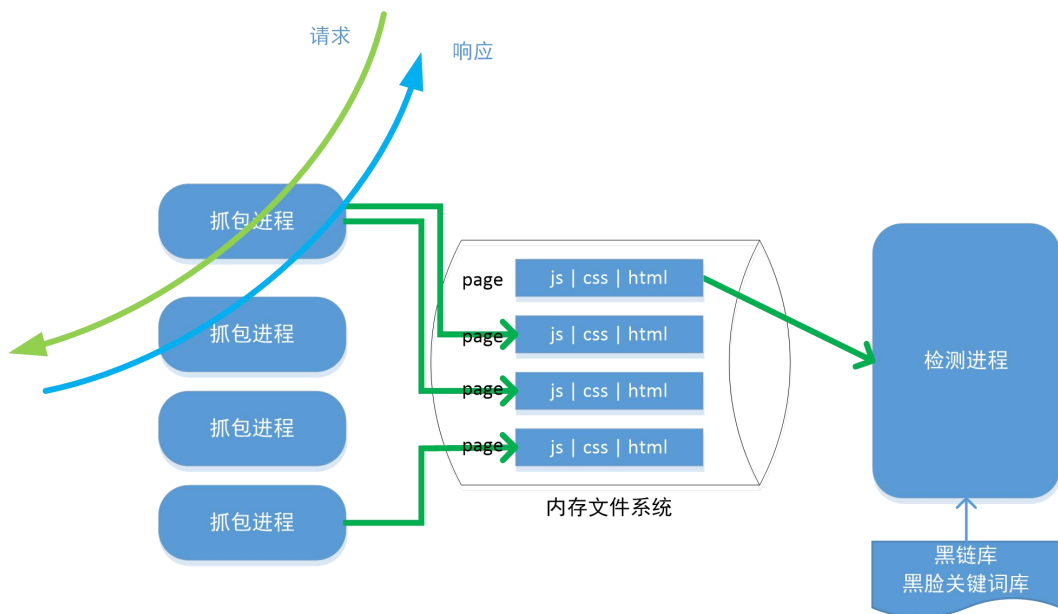 请求
响应
抓包进程
抓包进程
抓包进程
抓包进程
page js | css | html
page js | css | html
page js | css | html
page js | css | html
内存文件系统
检测进程
黑链库
黑脸关键词库